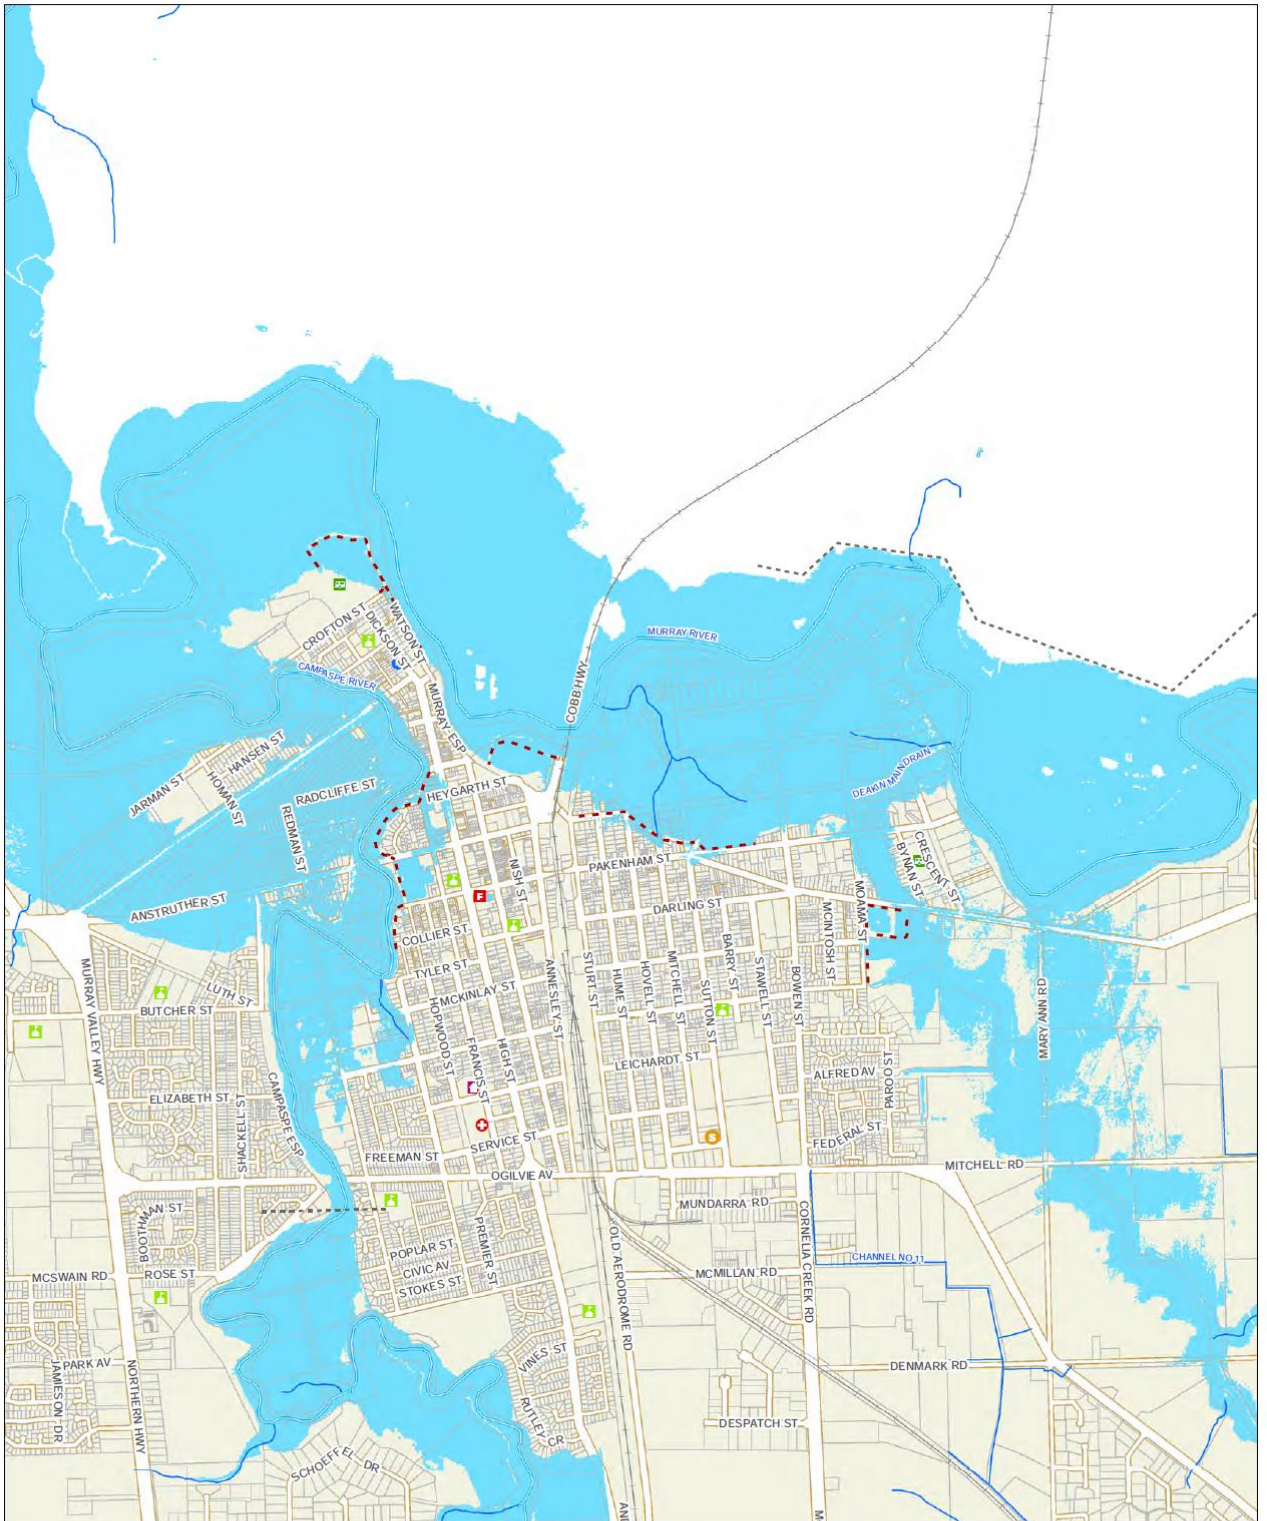 CROFTON ST
DICKSON ST
WATSON ST
MURRAY RIVER
CAMPASPE RIVER
COBB HWY
MURRAY ESP
HANSEN ST
JARMAN ST
HOMAN ST
RADCLIFFE ST
HEYGARTH ST
DEAKIN MAIN DRAIN
REDMAN ST
CRESCENT ST
BYNAN ST
PAKENHAM ST
NISH ST
ANSTRUTHER ST
DARLING ST
MOAMA ST
MCINTOSH ST
COLLIER ST
BARRY ST
TYLER ST
MCKINLAY ST
ANNESLEY ST
STURT ST
HUME ST
HOVELL ST
MITCHELL ST
SUTTON ST
STAWELL ST
BOWEN ST
LUTH ST
BUTCHER ST
MURRAY VALLEY HWY
HOPWOOD ST
FRANCIS ST
HIGH ST
MARY ANN RD
LEICHARDT ST
ALFRED AV
PAROO ST
ELIZABETH ST
SHACKELL ST
CAMPASPE ESP
F
SERVICE ST
FREEMAN ST
FEDERAL ST
OGILVIE AV
MITCHELL RD
BOOTHMAN ST
MUNDARRA RD
PREMIER ST
OLD AERODROME RD
CORNELIA CREEK RD
POPLAR ST
CIVIC AV
STOKES ST
CHANNEL NO 11
MCSWAIN RD
ROSE ST
MCMILLAN RD
VINES ST
PARK AV
JAMIESON DR
NORTHERN HWY
DENMARK RD
RUTLEY CR
DESPATCH ST
SCHOEFFEL DR